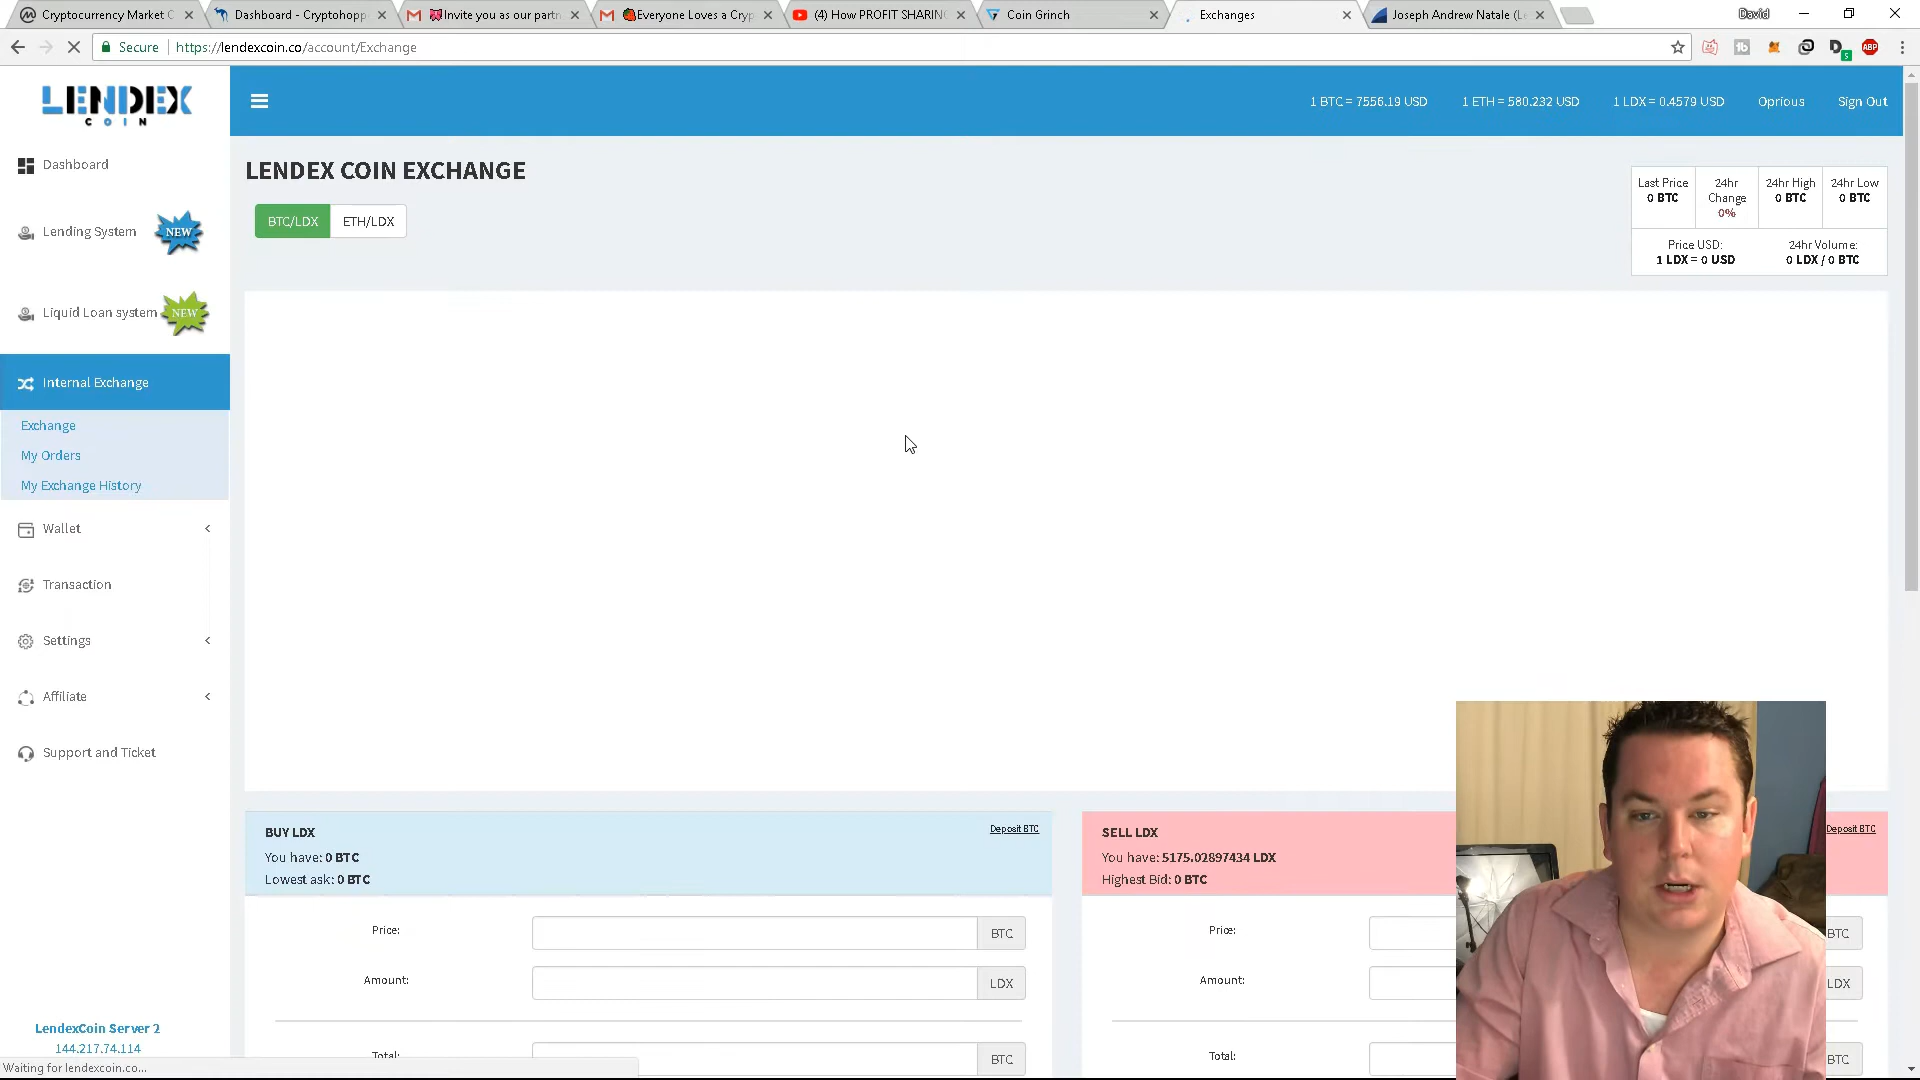 Cryptocurrency Market C
Dashboard - Cryptohopp
Invite you as our partn
Everyone Loves a Cryp
(4) How PROFIT SHARING
Coin Grinch
Exchanges
Joseph Andrew Natale (Le
David
Secure
https://lendexcoin.co/account/Exchange
ABP
LENDEX
COIN
1 BTC = 7556.19 USD
1 ETH = 580.232 USD
1 LDX = 0.4579 USD
Oprious
Sign Out
Dashboard
Lending System
NEW
Liquid Loan system
NEW
Internal Exchange
Exchange
My Orders
My Exchange History
Wallet
Transaction
Settings
Affiliate
Support and Ticket
LendexCoin Server 2
144.217.74.114
Waiting for lendexcoin.co...
LENDEX COIN EXCHANGE
BTC/LDX
ETH/LDX
Last Price
0 BTC
24hr
Change
0%
24hr High
0 BTC
24hr Low
0 BTC
Price USD:
1 LDX = 0 USD
24hr Volume:
0 LDX / 0 BTC
BUY LDX
Deposit BTC
You have: 0 BTC
Lowest ask: 0 BTC
Price:
BTC
Amount:
LDX
Total:
BTC
SELL LDX
Deposit BTC
You have: 5175.02897434 LDX
Highest Bid: 0 BTC
Price:
BTC
Amount:
LDX
Total:
BTC